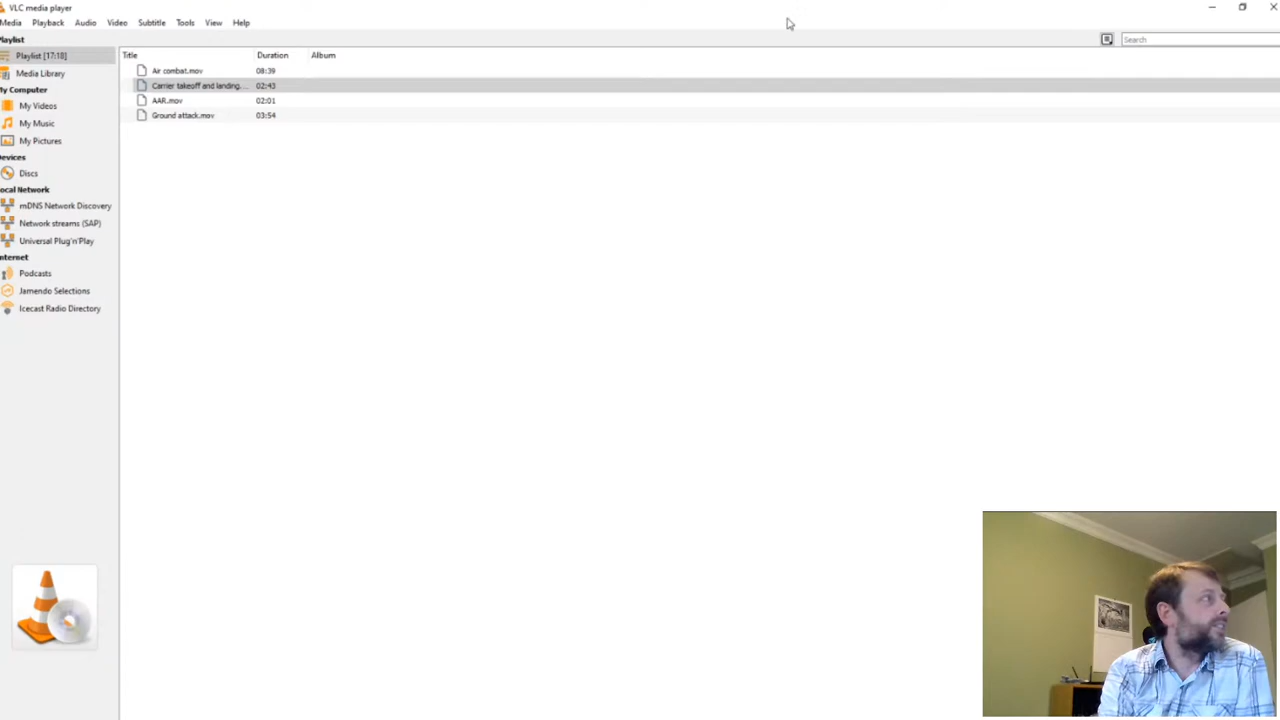 VLC media player
Media Playback Audio Video Subtitle Tools View Help
Playlist
Search
Playlist [17:18]
Title Duration Album
Media Library
Air combat.mov 08:39
Carrier takeoff and landing... 02:43
AAR.mov 02:01
Ground attack.mov 03:54
My Computer
My Videos
My Music
My Pictures
Devices
Discs
ocal Network
mDNS Network Discovery
Network streams (SAP)
Universal Plug'n'Play
nternet
Podcasts
Jamendo Selections
Icecast Radio Directory